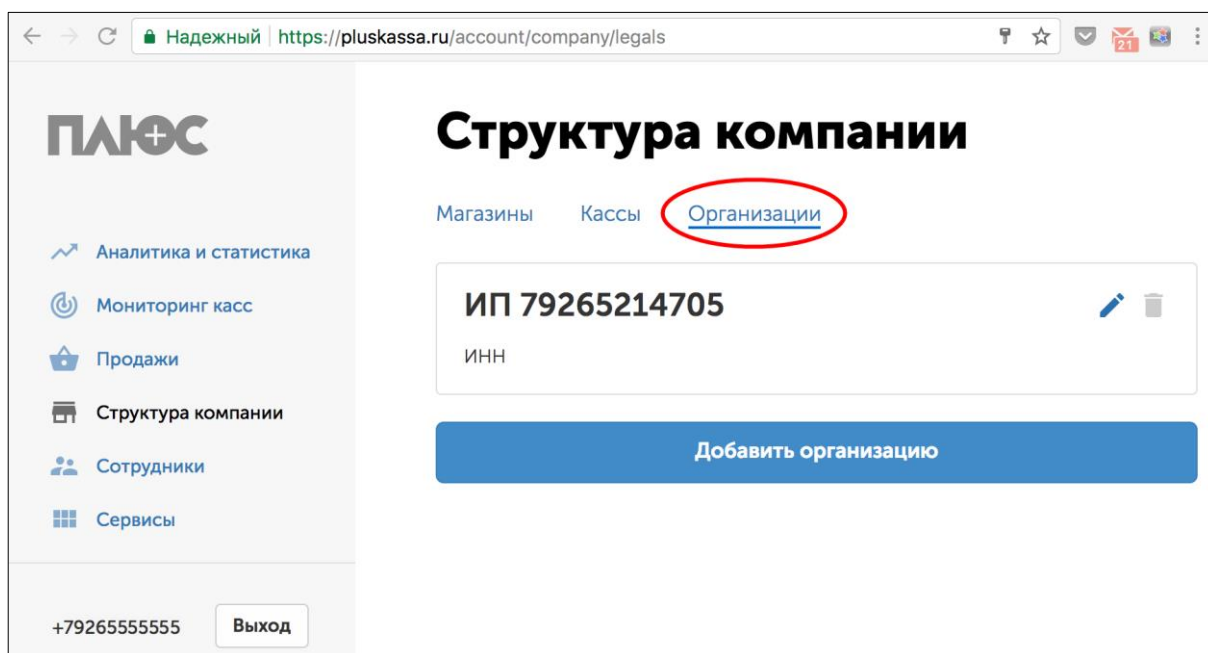 Надежный https://pluskassa.ru/account/company/legals
21
ПЛЮС
Структура компании
Магазины Кассы Организации
Аналитика и статистика
Мониторинг касс
Продажи
Структура компании
Сотрудники
Сервисы
ИП 79265214705
ИНН
Добавить организацию
+79265555555 Выход